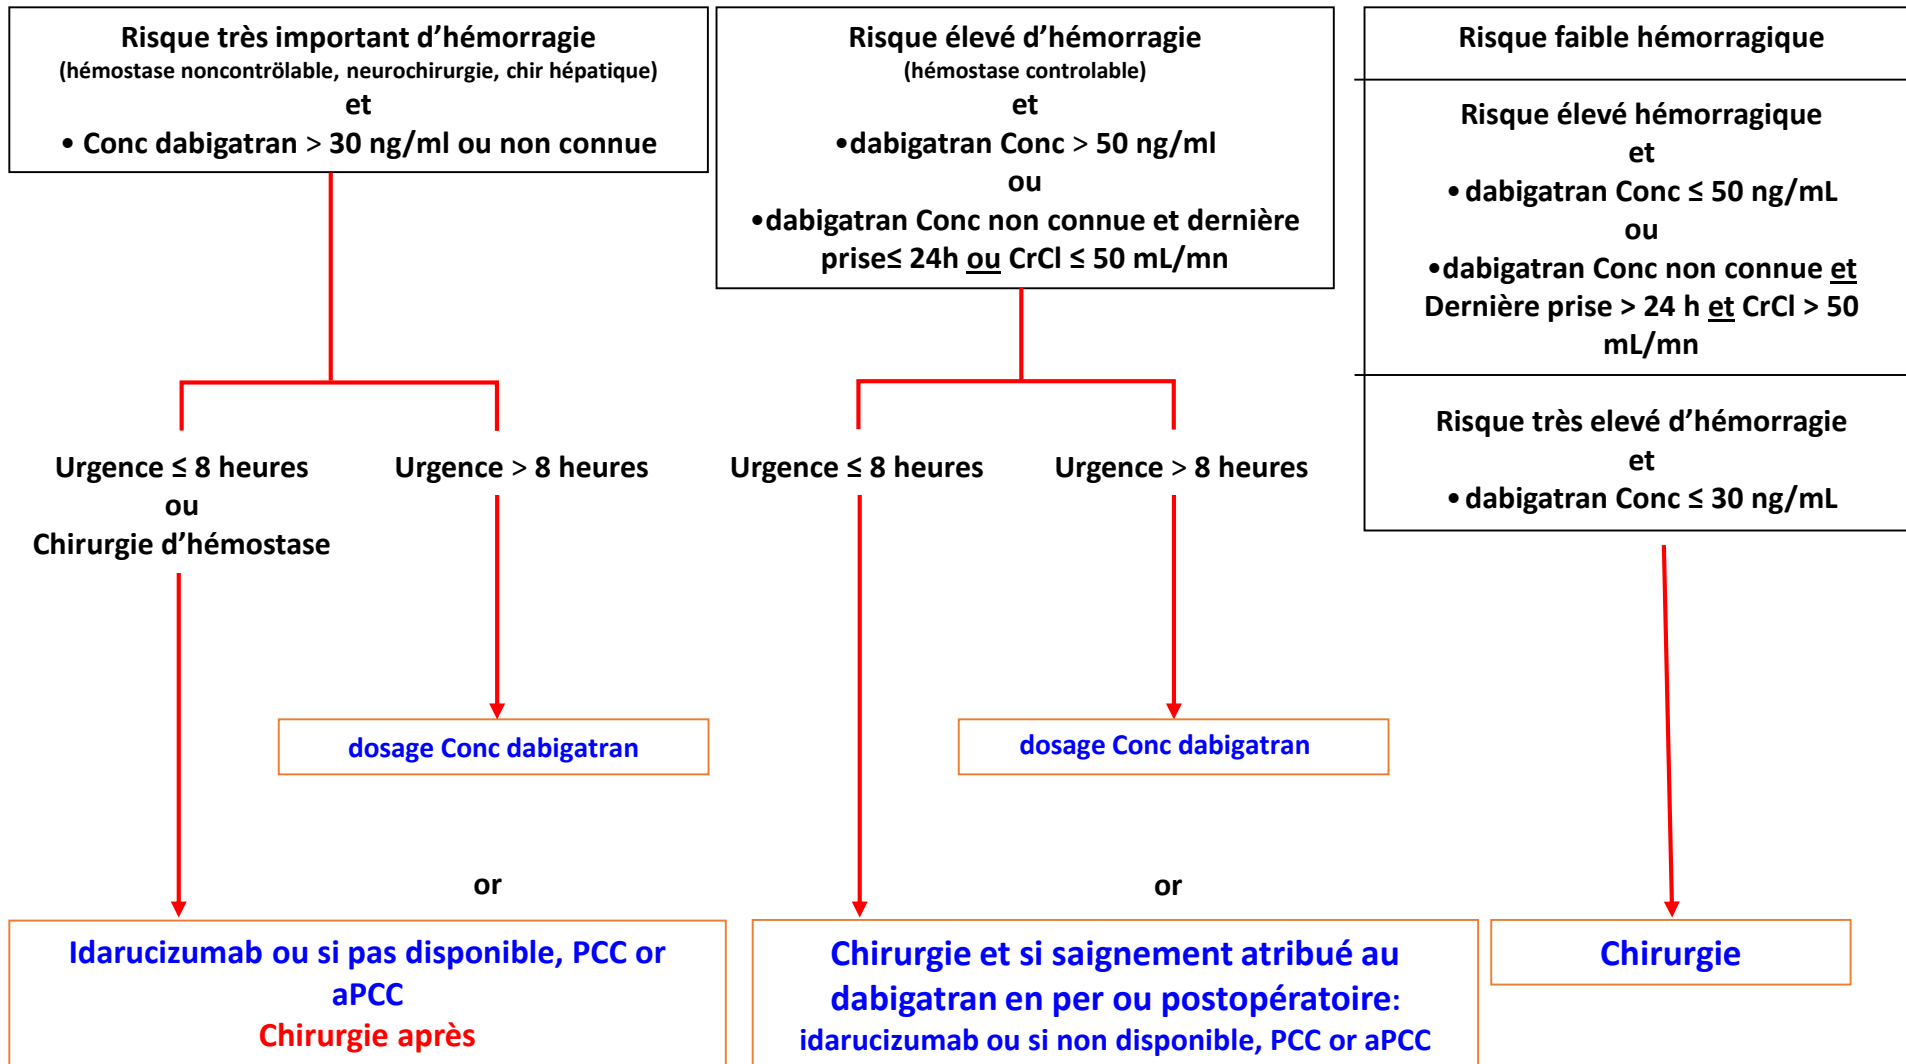 Risque très important d’hémorragie
(hémostase noncontrölable, neurochirurgie, chir hépatique)
et
• Conc dabigatran > 30 ng/ml ou non connue
Risque élevé d’hémorragie
(hémostase controlable)
et
•dabigatran Conc > 50 ng/ml
ou
•dabigatran Conc non connue et dernière
prise≤ 24h ou CrCl ≤ 50 mL/mn
Risque faible hémorragique
Risque élevé hémorragique
et
•dabigatran Conc ≤ 50 ng/mL
ou
•dabigatran Conc non connue et
Dernière prise > 24 h et CrCl > 50
mL/mn
Risque très elevé d’hémorragie
et
•dabigatran Conc ≤ 30 ng/mL
Urgence ≤ 8 heures
ou
Chirurgie d’hémostase
Urgence > 8 heures
Urgence ≤ 8 heures
Urgence > 8 heures
dosage Conc dabigatran
dosage Conc dabigatran
or
or
Idarucizumab ou si pas disponible, PCC or
aPCC
Chirurgie après
Chirurgie et si saignement atribué au
dabigatran en per ou postopératoire:
idarucizumab ou si non disponible, PCC or aPCC
Chirurgie